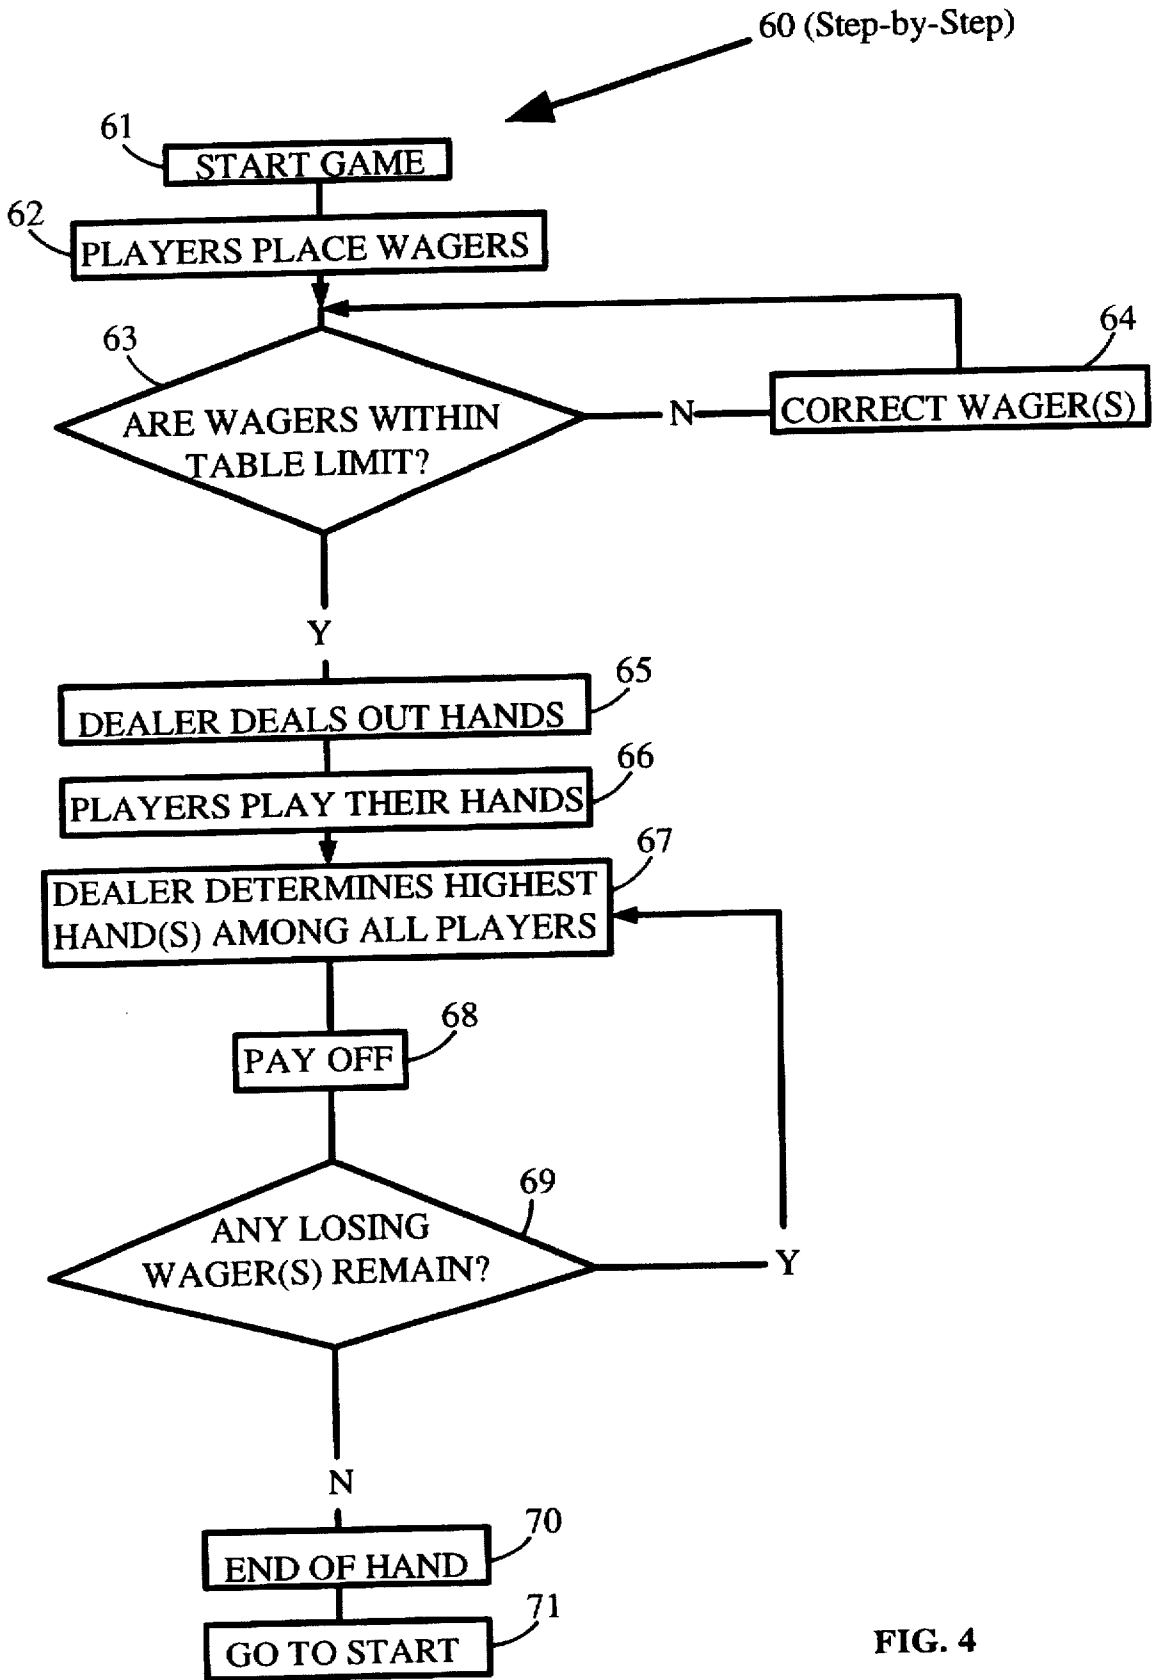 60 (Step-by-Step)
61
START GAME
62
PLAYERS PLACE WAGERS
63
64
ARE WAGERS WITHIN
TABLE LIMIT?
N
CORRECT WAGER(S)
Y
65
DEALER DEALS OUT HANDS
66
PLAYERS PLAY THEIR HANDS
67
DEALER DETERMINES HIGHEST
HAND(S) AMONG ALL PLAYERS
68
PAY OFF
69
ANY LOSING
WAGER(S) REMAIN?
Y
N
70
END OF HAND
71
GO TO START
FIG. 4